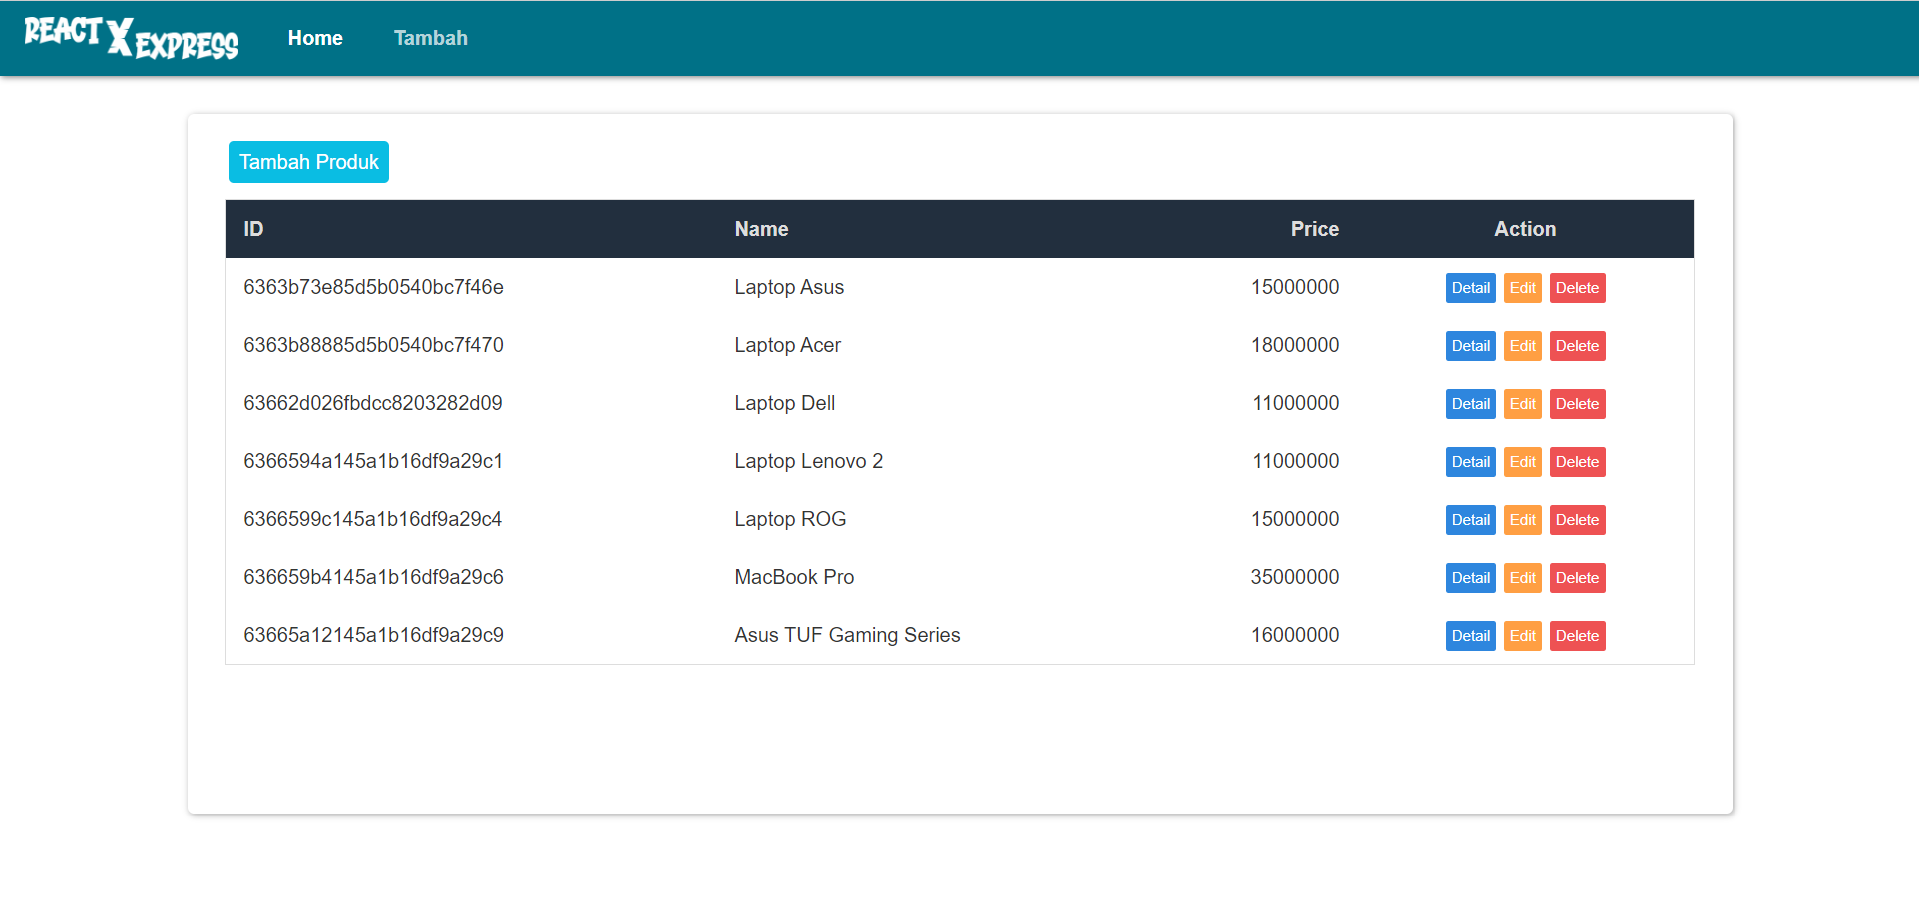 REACT X EXPRESS Home Tambah
Tambah Produk
ID Name Price Action
6363b73e85d5b0540bc7f46e Laptop Asus 15000000 Detail Edit Delete
6363b88885d5b0540bc7f470 Laptop Acer 18000000 Detail Edit Delete
63662d026fbdcc8203282d09 Laptop Dell 11000000 Detail Edit Delete
6366594a145a1b16df9a29c1 Laptop Lenovo 2 11000000 Detail Edit Delete
6366599c145a1b16df9a29c4 Laptop ROG 15000000 Detail Edit Delete
636659b4145a1b16df9a29c6 MacBook Pro 35000000 Detail Edit Delete
63665a12145a1b16df9a29c9 Asus TUF Gaming Series 16000000 Detail Edit Delete